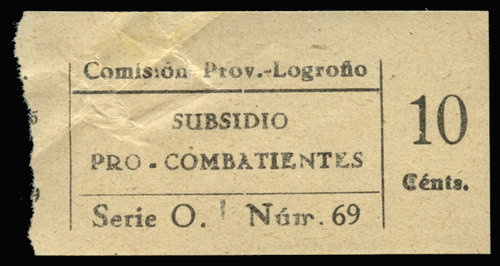 Comisión Prov.-Logroño
SUBSIDIO
PRO-COMBATIENTES
Serie O. Núm. 69
10
Cénts.